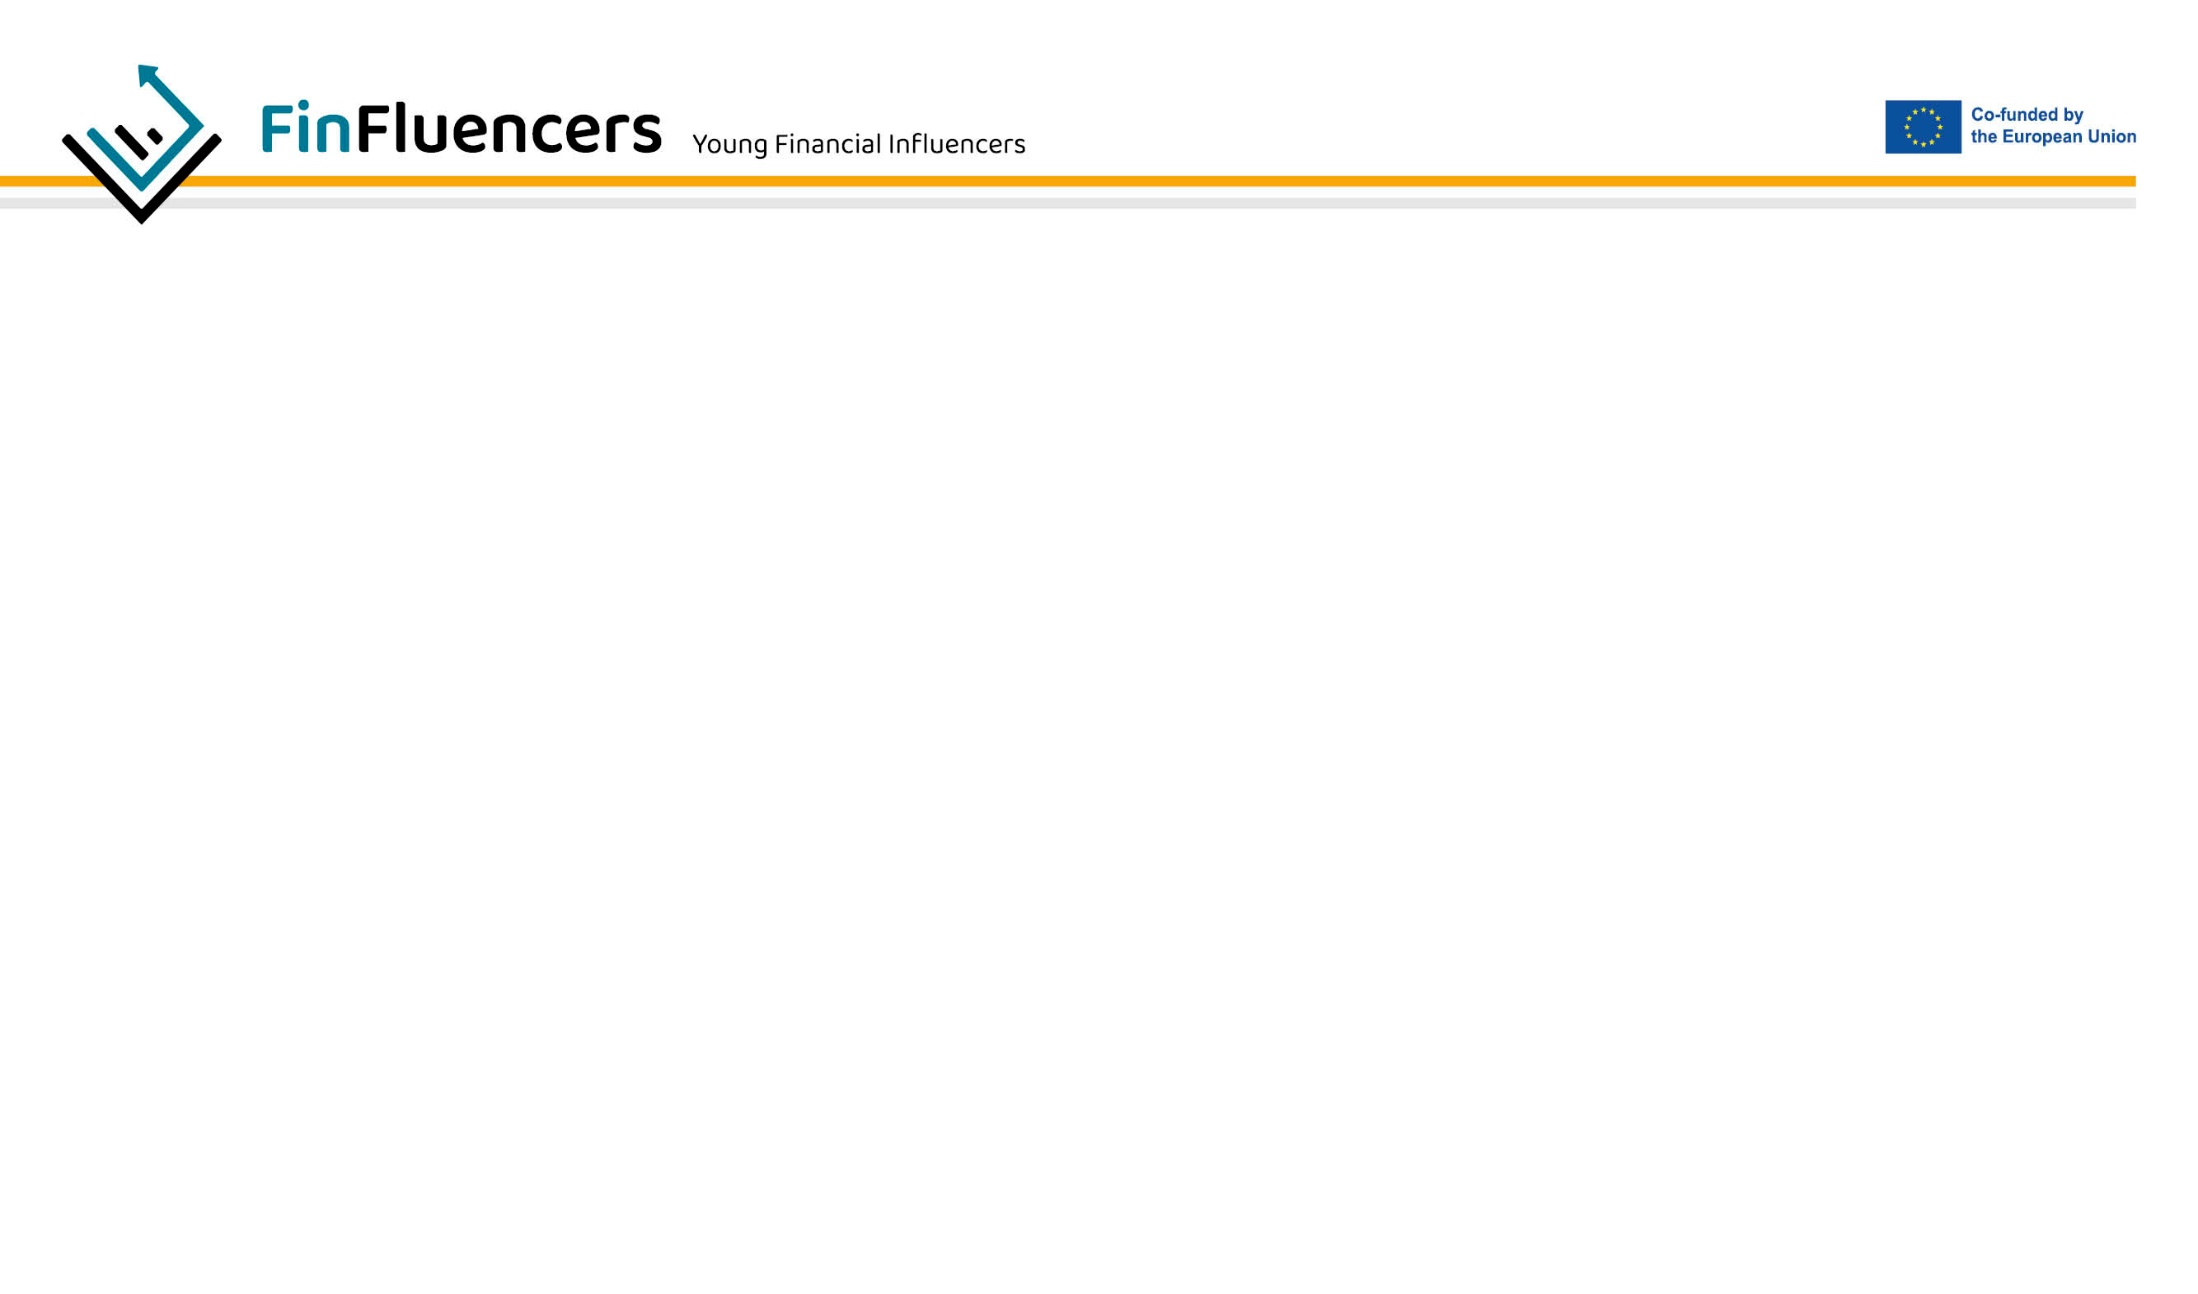 FinFluencers Young Financial Influencers
Co-funded by
the European Union